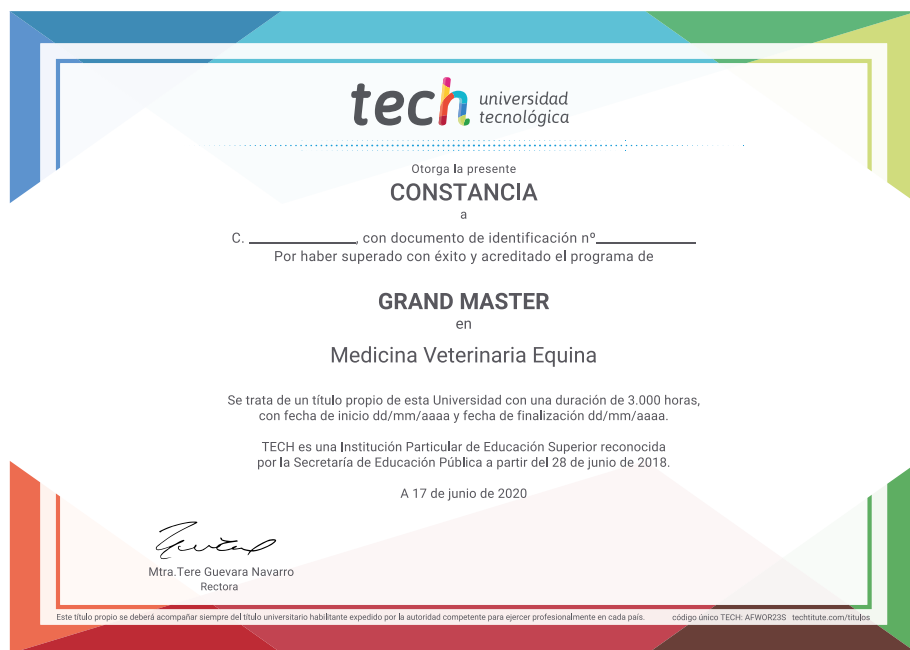 tech universidad
tecnológica
Otorga la presente
CONSTANCIA
a
C. ____________, con documento de identificación nº____________
Por haber superado con éxito y acreditado el programa de
GRAND MASTER
en
Medicina Veterinaria Equina
Se trata de un título propio de esta Universidad con una duración de 3.000 horas,
con fecha de inicio dd/mm/aaaa y fecha de finalización dd/mm/aaaa.
TECH es una Institución Particular de Educación Superior reconocida
por la Secretaría de Educación Pública a partir del 28 de junio de 2018.
A 17 de junio de 2020
Mtra.Tere Guevara Navarro
Rectora
Este título propio se deberá acompañar siempre del título universitario habilitante expedido por la autoridad competente para ejercer profesionalmente en cada país. código único TECH: AFWOR23S techtitute.com/titulos